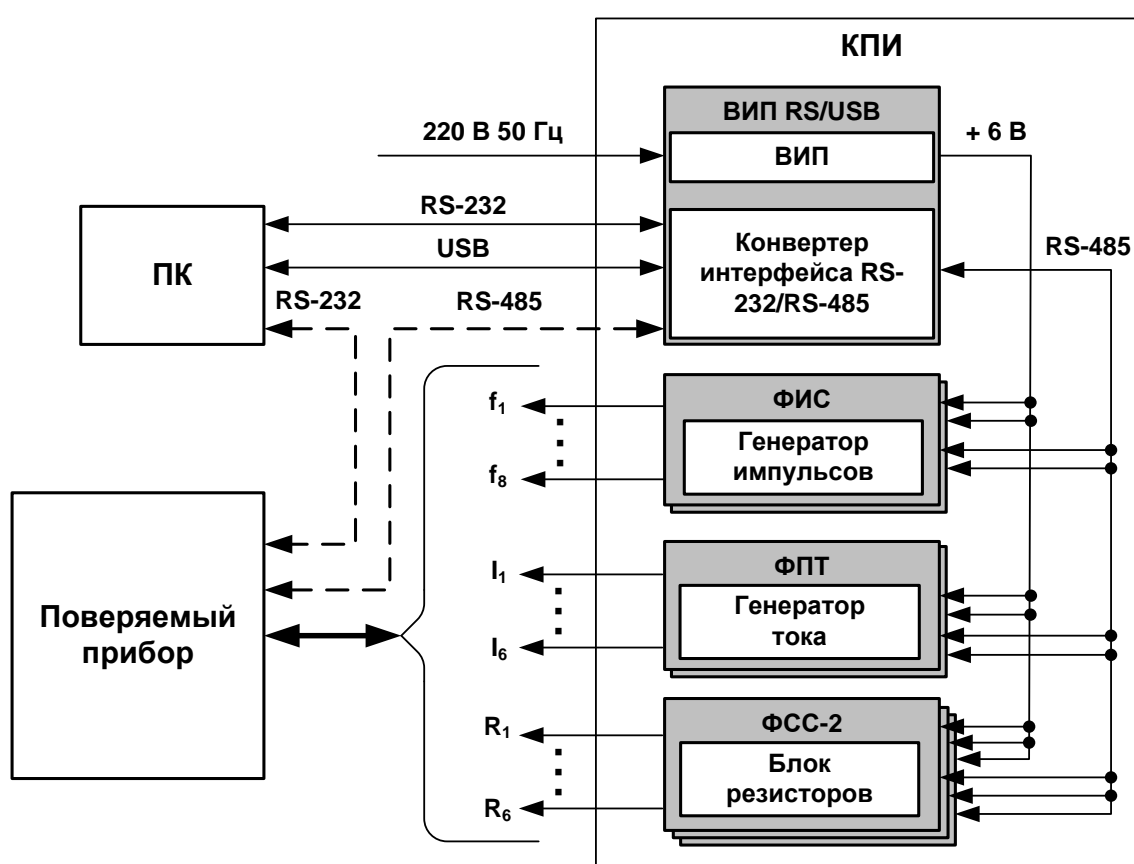 КПИ
ВИП RS/USB
220 В 50 Гц
+ 6 В
ВИП
RS-232
Конвертер
интерфейса RS-
232/RS-485
USB
RS-485
ПК
RS-232
RS-485
ФИС
f1
Генератор
импульсов
f8
ФПТ
I1
Генератор
тока
Поверяемый
прибор
I6
ФСС-2
R1
Блок
резисторов
R6